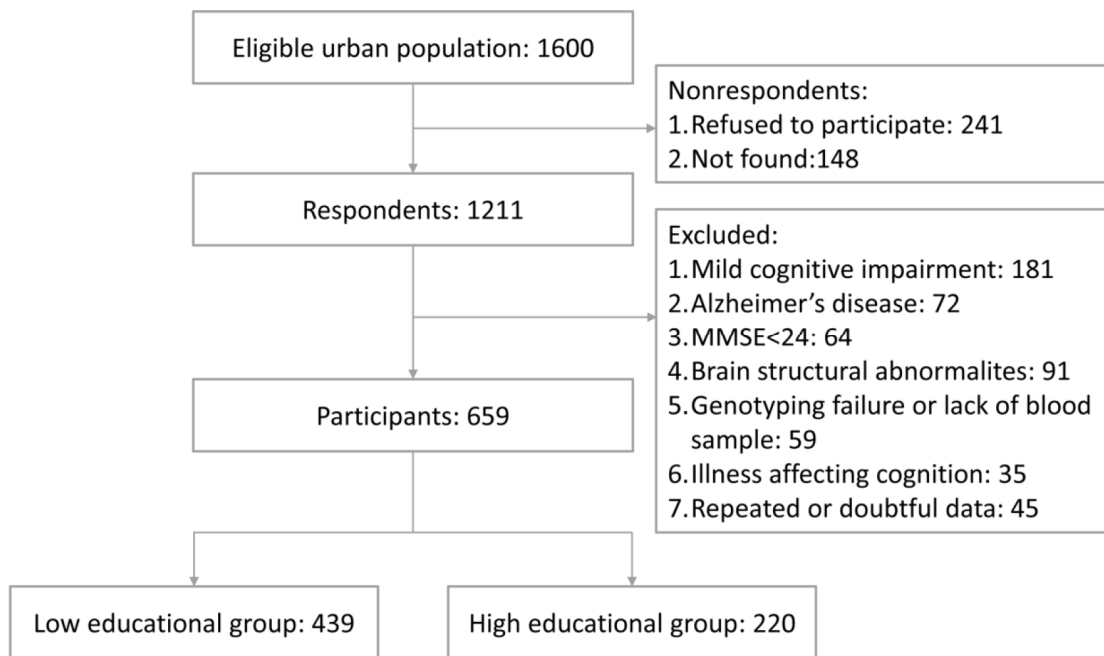 Eligible urban population: 1600
Nonrespondents:
1.Refused to participate: 241
2.Not found:148
Respondents: 1211
Excluded:
1.Mild cognitive impairment: 181
2.Alzheimer’s disease: 72
3.MMSE<24: 64
4.Brain structural abnormalites: 91
5.Genotyping failure or lack of blood
sample: 59
6.Illness affecting cognition: 35
7.Repeated or doubtful data: 45
Participants: 659
Low educational group: 439
High educational group: 220